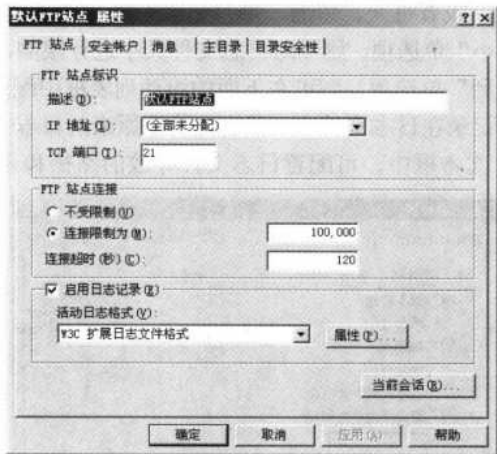 默认FTP站点 属性
FTP 站点 安全帐户 消息 主目录 目录安全性
FTP 站点标识
描述(D): 默认FTP站点
IP 地址(I): (全部未分配)
TCP 端口(T): 21
FTP 站点连接
不受限制(U)
连接限制为(M): 100,000
连接超时(秒)(C): 120
启用日志记录(E)
活动日志格式(V):
W3C 扩展日志文件格式 属性(P)...
当前会话(R)...
确定 取消 应用(A) 帮助